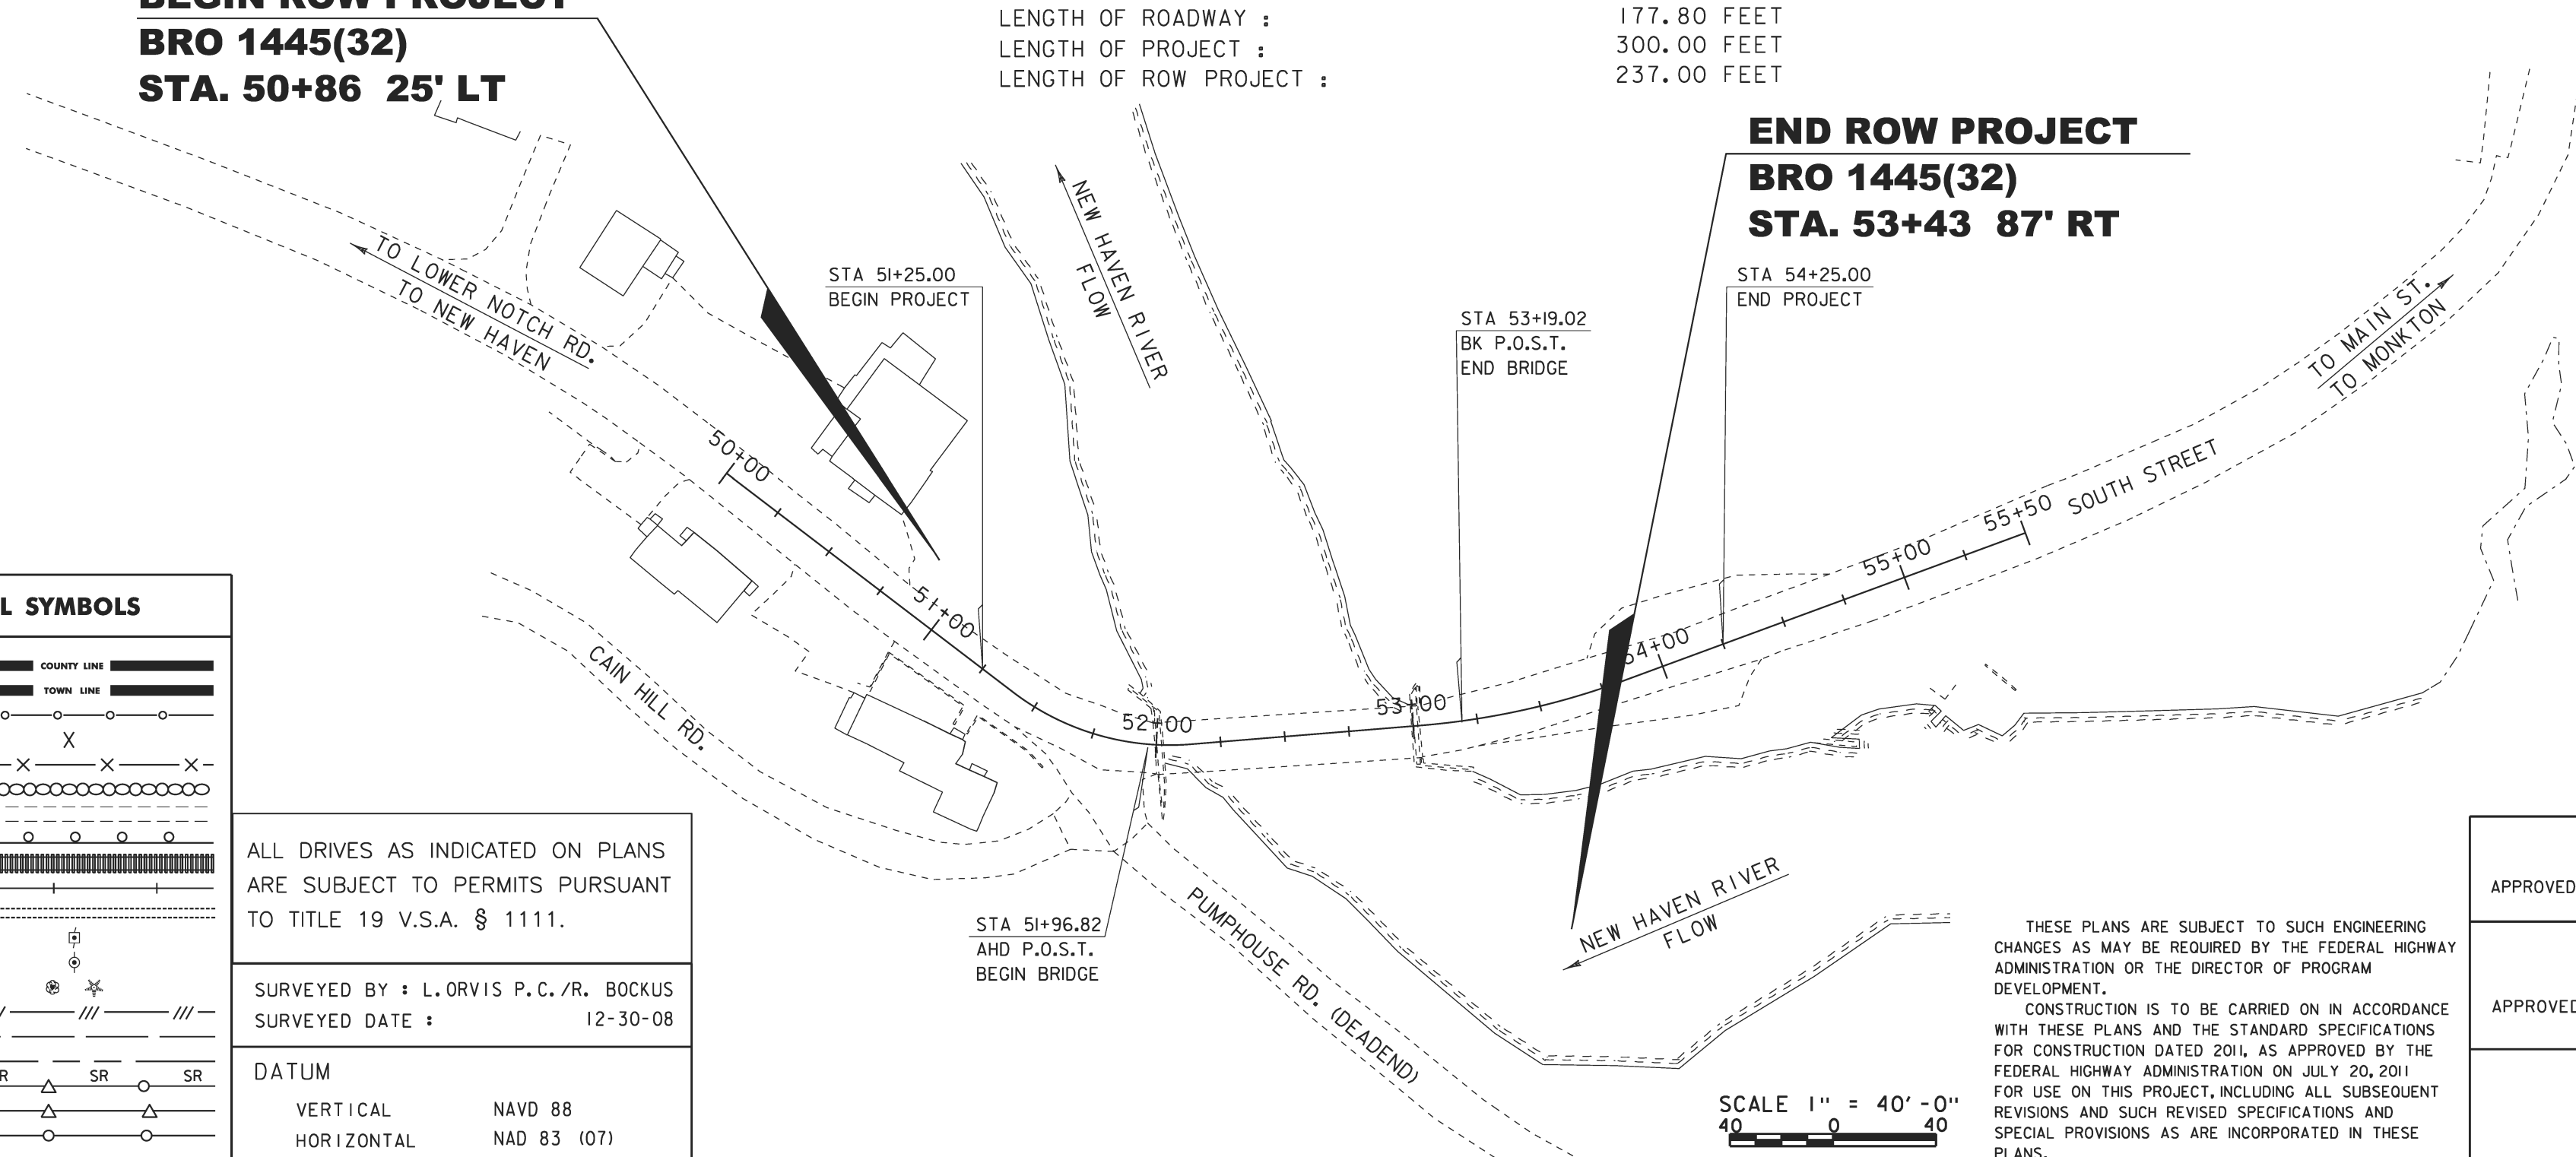 BEGIN ROW PROJECT
BRO 1445(32)
STA. 50+86 25' LT
LENGTH OF ROADWAY : 177.80 FEET
LENGTH OF PROJECT : 300.00 FEET
LENGTH OF ROW PROJECT : 237.00 FEET
END ROW PROJECT
BRO 1445(32)
STA. 53+43 87' RT
TO LOWER NOTCH RD.
TO NEW HAVEN
STA 51+25.00
BEGIN PROJECT
NEW HAVEN RIVER
FLOW
STA 53+19.02
BK P.O.S.T.
END BRIDGE
STA 54+25.00
END PROJECT
TO MAIN ST.
TO MONKTON
50+00
51+00
52+00
53+00
54+00
55+00
55+50
SOUTH STREET
CAIN HILL RD.
STA 51+96.82
AHD P.O.S.T.
BEGIN BRIDGE
PUMPHOUSE RD. (DEADEND)
NEW HAVEN RIVER
FLOW
L SYMBOLS
COUNTY LINE
TOWN LINE
R SR SR
ALL DRIVES AS INDICATED ON PLANS
ARE SUBJECT TO PERMITS PURSUANT
TO TITLE 19 V.S.A. § 1111.
SURVEYED BY : L.ORVIS P.C./R. BOCKUS
SURVEYED DATE : 12-30-08
DATUM
VERTICAL NAVD 88
HORIZONTAL NAD 83 (07)
SCALE 1" = 40'-0"
40 0 40
THESE PLANS ARE SUBJECT TO SUCH ENGINEERING
CHANGES AS MAY BE REQUIRED BY THE FEDERAL HIGHWAY
ADMINISTRATION OR THE DIRECTOR OF PROGRAM
DEVELOPMENT.
CONSTRUCTION IS TO BE CARRIED ON IN ACCORDANCE
WITH THESE PLANS AND THE STANDARD SPECIFICATIONS
FOR CONSTRUCTION DATED 2011, AS APPROVED BY THE
FEDERAL HIGHWAY ADMINISTRATION ON JULY 20, 2011
FOR USE ON THIS PROJECT, INCLUDING ALL SUBSEQUENT
REVISIONS AND SUCH REVISED SPECIFICATIONS AND
SPECIAL PROVISIONS AS ARE INCORPORATED IN THESE
PLANS.
APPROVED
APPROVED